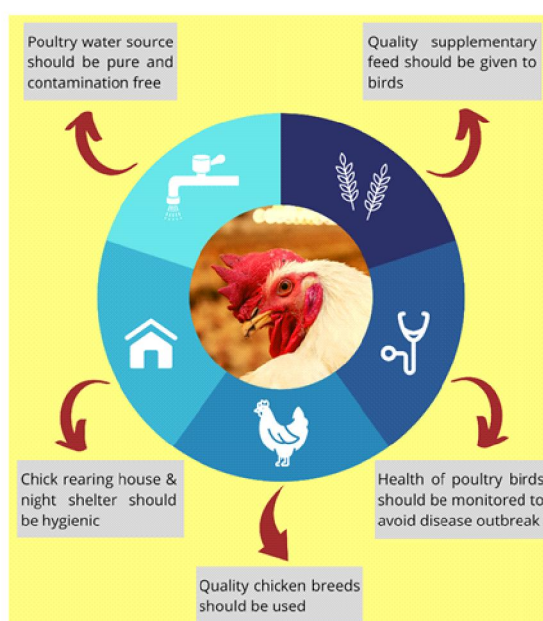 Poultry water source
should be pure and
contamination free
Quality supplementary
feed should be given to
birds
Chick rearing house &
night shelter should
be hygienic
Health of poultry birds
should be monitored to
avoid disease outbreak
Quality chicken breeds
should be used